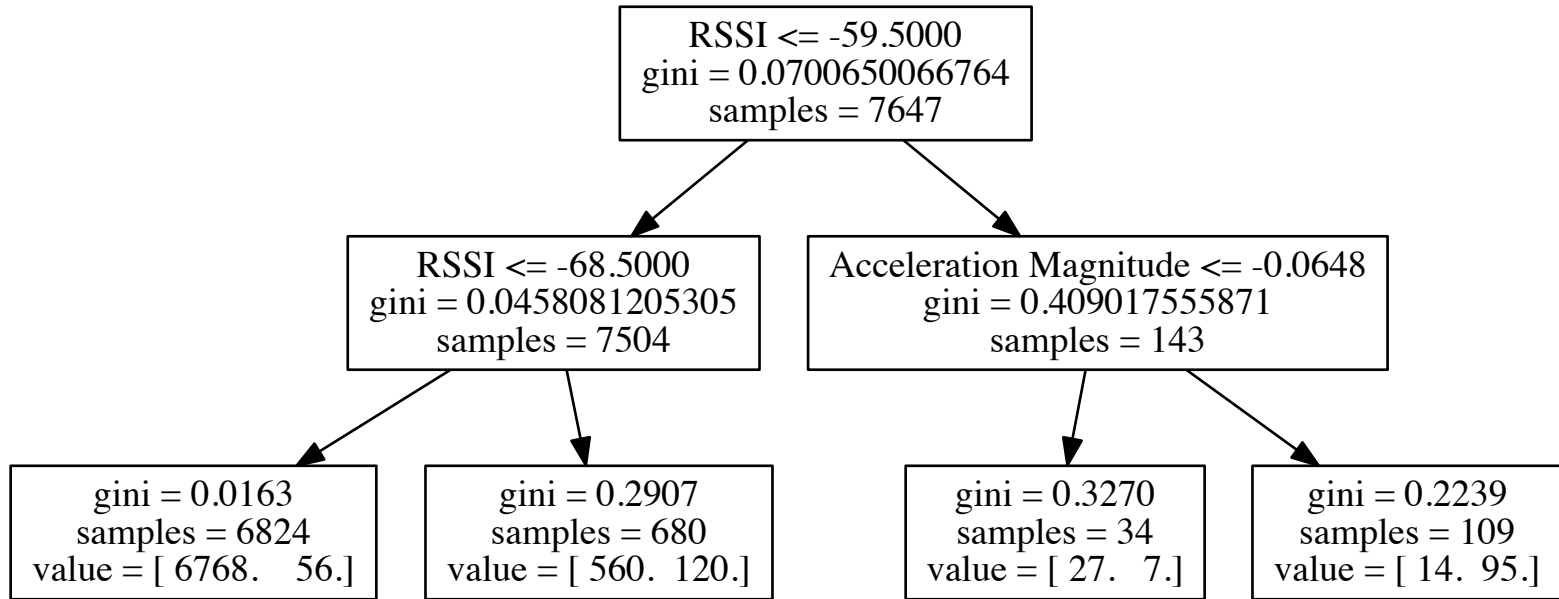 RSSI <= -59.5000
gini = 0.0700650066764
samples = 7647
RSSI <= -68.5000
gini = 0.0458081205305
samples = 7504
Acceleration Magnitude <= -0.0648
gini = 0.409017555871
samples = 143
gini = 0.0163
samples = 6824
value = [ 6768.    56.]
gini = 0.2907
samples = 680
value = [ 560.  120.]
gini = 0.3270
samples = 34
value = [ 27.   7.]
gini = 0.2239
samples = 109
value = [ 14.  95.]